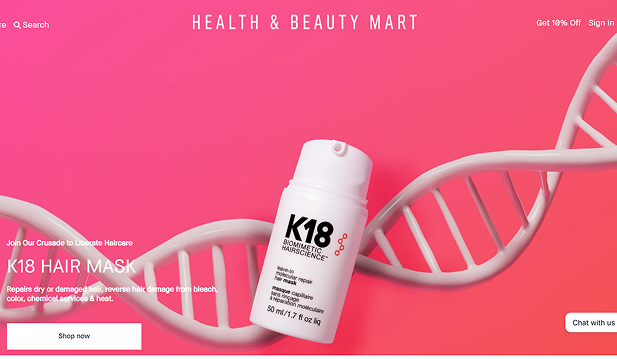 HEALTH & BEAUTY MART
re Search
Get 10% Off Sign in
K18
BIOMIMETIC
HAIRSCIENCE™
leave-in
molecular repair
hair mask
masque capillaire
sans rinçage
à réparation moléculaire
50 ml/1.7 fl oz liq
Join Our Crusade to Liberate Haircare
K18 HAIR MASK
Repairs dry or damaged hair, reverse hair damage from bleach,
color, chemical services & heat.
Shop now
Chat with us